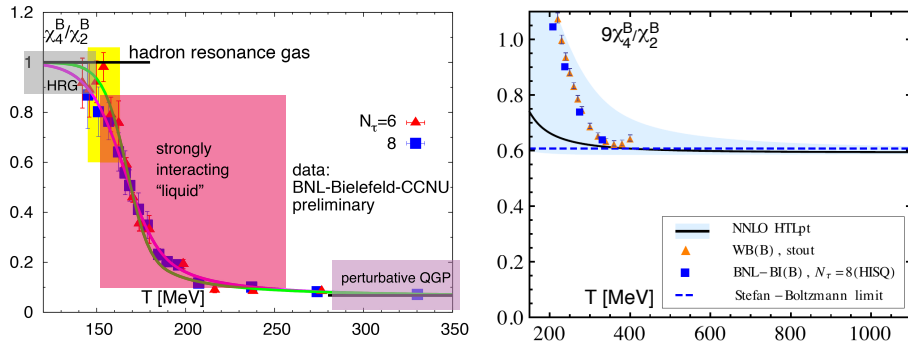 χ₄ᴮ/χ₂ᴮ
hadron resonance gas
HRG
Nτ=6
8
strongly
interacting
“liquid”
data:
BNL-Bielefeld-CCNU
preliminary
perturbative QGP
T [MeV]
1
0.8
0.6
0.4
0.2
0
150 200 250 300 350
9χ₄ᴮ/χ₂ᴮ
1.0
0.8
0.6
0.4
0.2
0.0
T [MeV]
NNLO HTLpt
WB(B) , stout
BNL−BI(B) , Nτ=8(HISQ)
Stefan−Boltzmann limit
200 400 600 800 1000